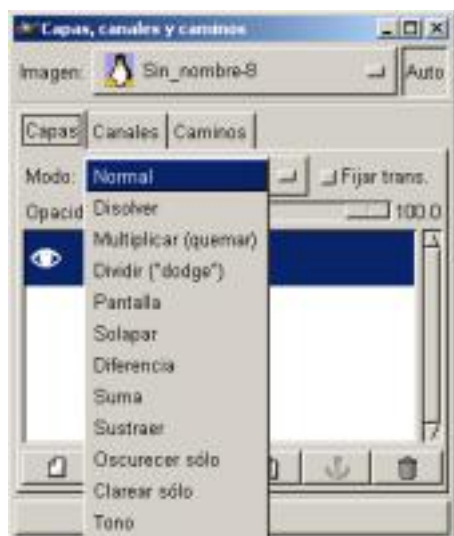 Capas, canales y caminos
Imagen: Sin_nombre-8 Auto
Capas Canales Caminos
Modo: Normal Fijar trans.
Opacid 100.0
Disolver
Multiplicar (quemar)
Dividir ("dodge")
Pantalla
Solapar
Diferencia
Suma
Sustraer
Oscurecer sólo
Clarear sólo
Tono